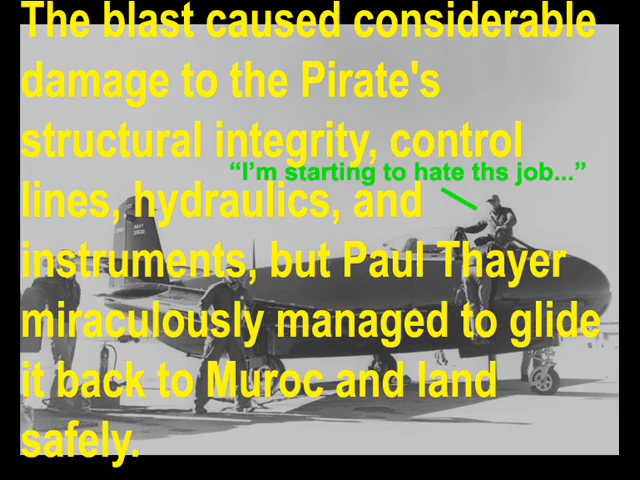 The blast caused considerable
damage to the Pirate's
structural integrity, control
“I’m starting to hate ths job...”
lines, hydraulics, and
instruments, but Paul Thayer
miraculously managed to glide
it back to Muroc and land
safely.